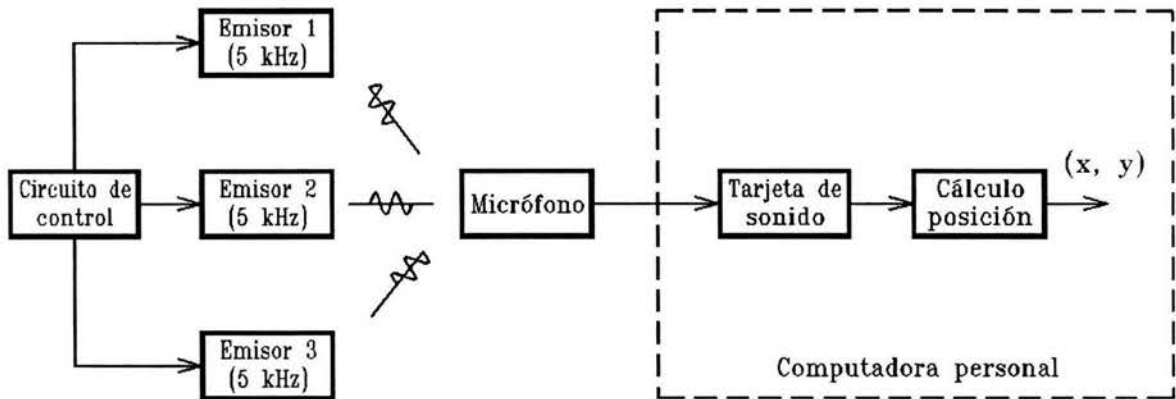 Emisor 1
(5 kHz)
Circuito de
control
Emisor 2
(5 kHz)
Emisor 3
(5 kHz)
Micrófono
Tarjeta de
sonido
Cálculo
posición
(x, y)
Computadora personal